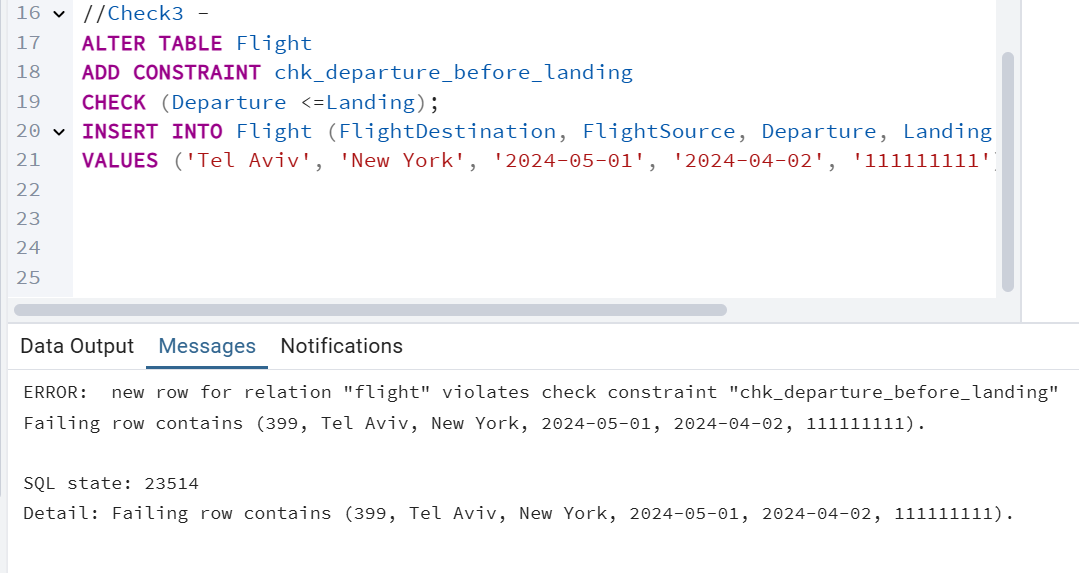 16 //Check3 -
17 ALTER TABLE Flight
18 ADD CONSTRAINT chk_departure_before_landing
19 CHECK (Departure <=Landing);
20 INSERT INTO Flight (FlightDestination, FlightSource, Departure, Landing
21 VALUES ('Tel Aviv', 'New York', '2024-05-01', '2024-04-02', '111111111')
22
23
24
25
Data Output Messages Notifications
ERROR:  new row for relation "flight" violates check constraint "chk_departure_before_landing"
Failing row contains (399, Tel Aviv, New York, 2024-05-01, 2024-04-02, 111111111).
SQL state: 23514
Detail: Failing row contains (399, Tel Aviv, New York, 2024-05-01, 2024-04-02, 111111111).